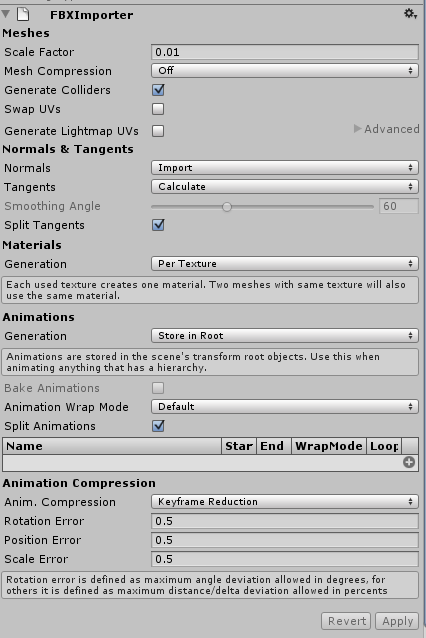 FBXImporter
Meshes
Scale Factor 0.01
Mesh Compression Off
Generate Colliders
Swap UVs
Generate Lightmap UVs Advanced
Normals & Tangents
Normals Import
Tangents Calculate
Smoothing Angle 60
Split Tangents
Materials
Generation Per Texture
Each used texture creates one material. Two meshes with same texture will also
use the same material.
Animations
Generation Store in Root
Animations are stored in the scene's transform root objects. Use this when
animating anything that has a hierarchy.
Bake Animations
Animation Wrap Mode Default
Split Animations
Name Star End WrapMode Loop
Animation Compression
Anim. Compression Keyframe Reduction
Rotation Error 0.5
Position Error 0.5
Scale Error 0.5
Rotation error is defined as maximum angle deviation allowed in degrees, for
others it is defined as maximum distance/delta deviation allowed in percents
Revert Apply